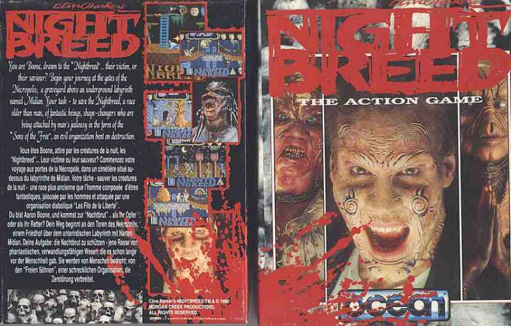 Clive Barker's
NIGHT
BREED
You are Boone, drawn to the "Nightbreed" .. their victim, or
their saviour? Begin your journey at the gates of the
Necropolis, a graveyard above an underground labyrinth
named Midian. Your task - to save the Nightbreed, a race
older than man, of fantastic beings, shape-changers who are
being attacked by man's jealousy in the form of the
"Sons of the Free", an evil organization bent on destruction.
Vous êtes Boone, attiré par les créatures de la nuit, les
"Nightbreed"... Leur victime ou leur sauveur? Commencez votre
voyage aux portes de la Nécropole, dans un cimetière situé au-
dessus du labyrinthe de Midian. Votre tâche - sauver les créatures
de la nuit - une race plus ancienne que l'homme composée d'êtres
fantastiques, jalousée par les hommes et attaquée par une
organisation diabolique "Les Fils de la Liberté".
Du bist Aaron Boone, und kommst zur "Nachtbrut" .. als Ihr Opfer
oder als Ihr Retter? Dein Weg beginnt an den Toren des Nekropolis,
einem Friedhof über dem unterirdischen Labyrinth mit Namen
Midian. Deine Aufgabe: die Nachtbrut zu schützen - jene Rasse von
phantastischen, verwandlungsfähigen Wesen, die es schon lange
vor der Menschheit gab. Sie werden von Menschen bedroht; von
den "Freien Söhnen", einer schrecklichen Organisation, die
Zerstörung verbreitet.
Clive Barker's NIGHTBREED TM & © 1990
MORGAN CREEK PRODUCTIONS.
ALL RIGHTS RESERVED.
NIGHT
BREED
THE ACTION GAME
ocean